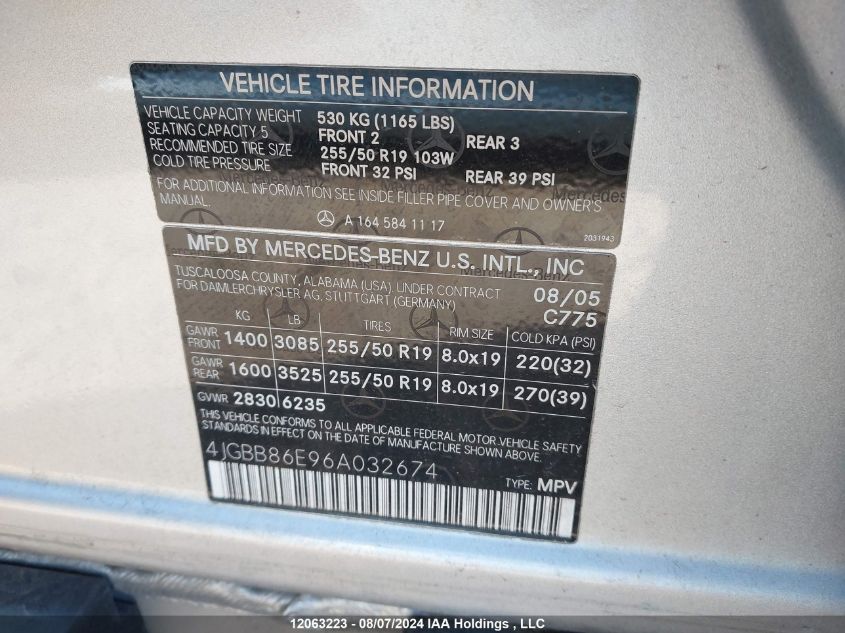 VEHICLE TIRE INFORMATION
VEHICLE CAPACITY WEIGHT 530 KG (1165 LBS)
SEATING CAPACITY 5 FRONT 2 REAR 3
RECOMMENDED TIRE SIZE 255/50 R19 103W
COLD TIRE PRESSURE FRONT 32 PSI REAR 39 PSI
FOR ADDITIONAL INFORMATION SEE INSIDE FILLER PIPE COVER AND OWNER'S
MANUAL.
A 164 584 11 17
2031943
MFD BY MERCEDES-BENZ U.S. INTL., INC
TUSCALOOSA COUNTY, ALABAMA (USA), UNDER CONTRACT 08/05
FOR DAIMLERCHRYSLER AG, STUTTGART (GERMANY) C775
KG LB TIRES RIM SIZE COLD KPA (PSI)
GAWR FRONT 1400 3085 255/50 R19 8.0x19 220(32)
GAWR REAR 1600 3525 255/50 R19 8.0x19 270(39)
GVWR 2830 6235
THIS VEHICLE CONFORMS TO ALL APPLICABLE FEDERAL MOTOR VEHICLE SAFETY
STANDARDS IN EFFECT ON THE DATE OF MANUFACTURE SHOWN ABOVE.
4JGBB86E96A032674
TYPE: MPV
12063223 - 08/07/2024 IAA Holdings , LLC